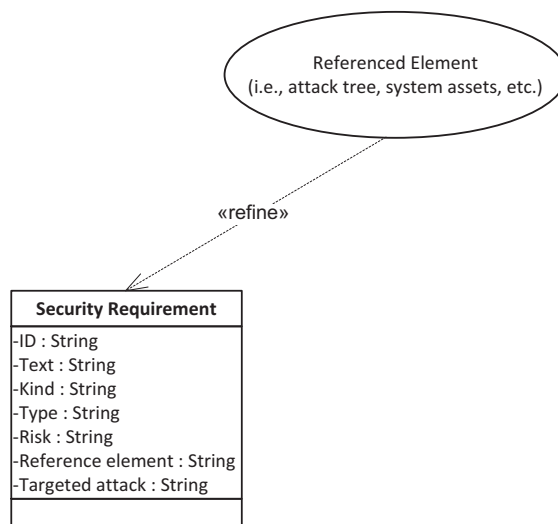 Referenced Element
(i.e., attack tree, system assets, etc.)
«refine»
Security Requirement
-ID : String
-Text : String
-Kind : String
-Type : String
-Risk : String
-Reference element : String
-Targeted attack : String